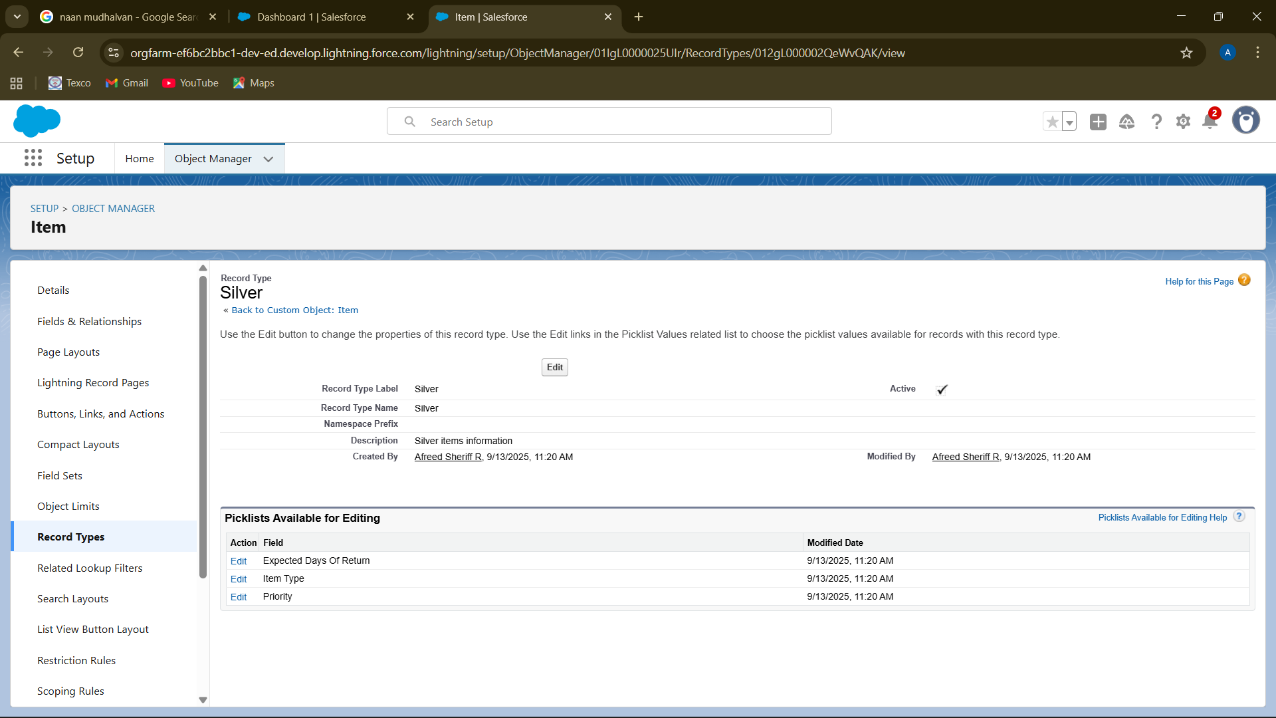 naan mudhalvan - Google Sear
Dashboard 1 | Salesforce
Item | Salesforce
orgfarm-ef6bc2bbc1-dev-ed.develop.lightning.force.com/lightning/setup/ObjectManager/01IgL0000025UIr/RecordTypes/012gL000002QeWvQAK/view
A
Texco
Gmail
YouTube
Maps
Search Setup
2
Setup
Home
Object Manager
SETUP > OBJECT MANAGER
Item
Details
Fields & Relationships
Page Layouts
Lightning Record Pages
Buttons, Links, and Actions
Compact Layouts
Field Sets
Object Limits
Record Types
Related Lookup Filters
Search Layouts
List View Button Layout
Restriction Rules
Scoping Rules
Record Type
Silver
« Back to Custom Object: Item
Help for this Page ?
Use the Edit button to change the properties of this record type. Use the Edit links in the Picklist Values related list to choose the picklist values available for records with this record type.
Edit
Record Type Label Silver Active ✓
Record Type Name Silver
Namespace Prefix
Description Silver items information
Created By Afreed Sheriff R, 9/13/2025, 11:20 AM Modified By Afreed Sheriff R, 9/13/2025, 11:20 AM
Picklists Available for Editing Picklists Available for Editing Help ?
Action Field Modified Date
Edit Expected Days Of Return 9/13/2025, 11:20 AM
Edit Item Type 9/13/2025, 11:20 AM
Edit Priority 9/13/2025, 11:20 AM